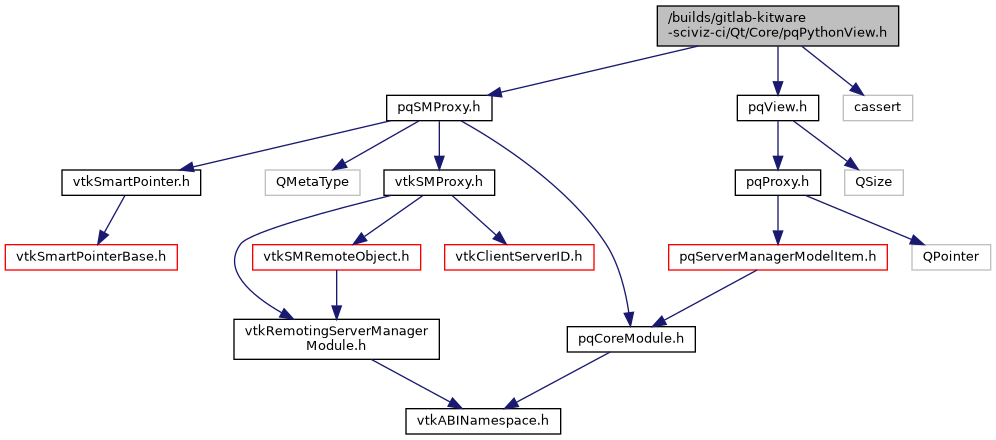 /builds/gitlab-kitware
-sciviz-ci/Qt/Core/pqPythonView.h
pqSMProxy.h
pqView.h
cassert
vtkSmartPointer.h
QMetaType
vtkSMProxy.h
pqProxy.h
QSize
vtkSmartPointerBase.h
vtkSMRemoteObject.h
vtkClientServerID.h
pqServerManagerModelItem.h
QPointer
vtkRemotingServerManager
Module.h
pqCoreModule.h
vtkABINamespace.h